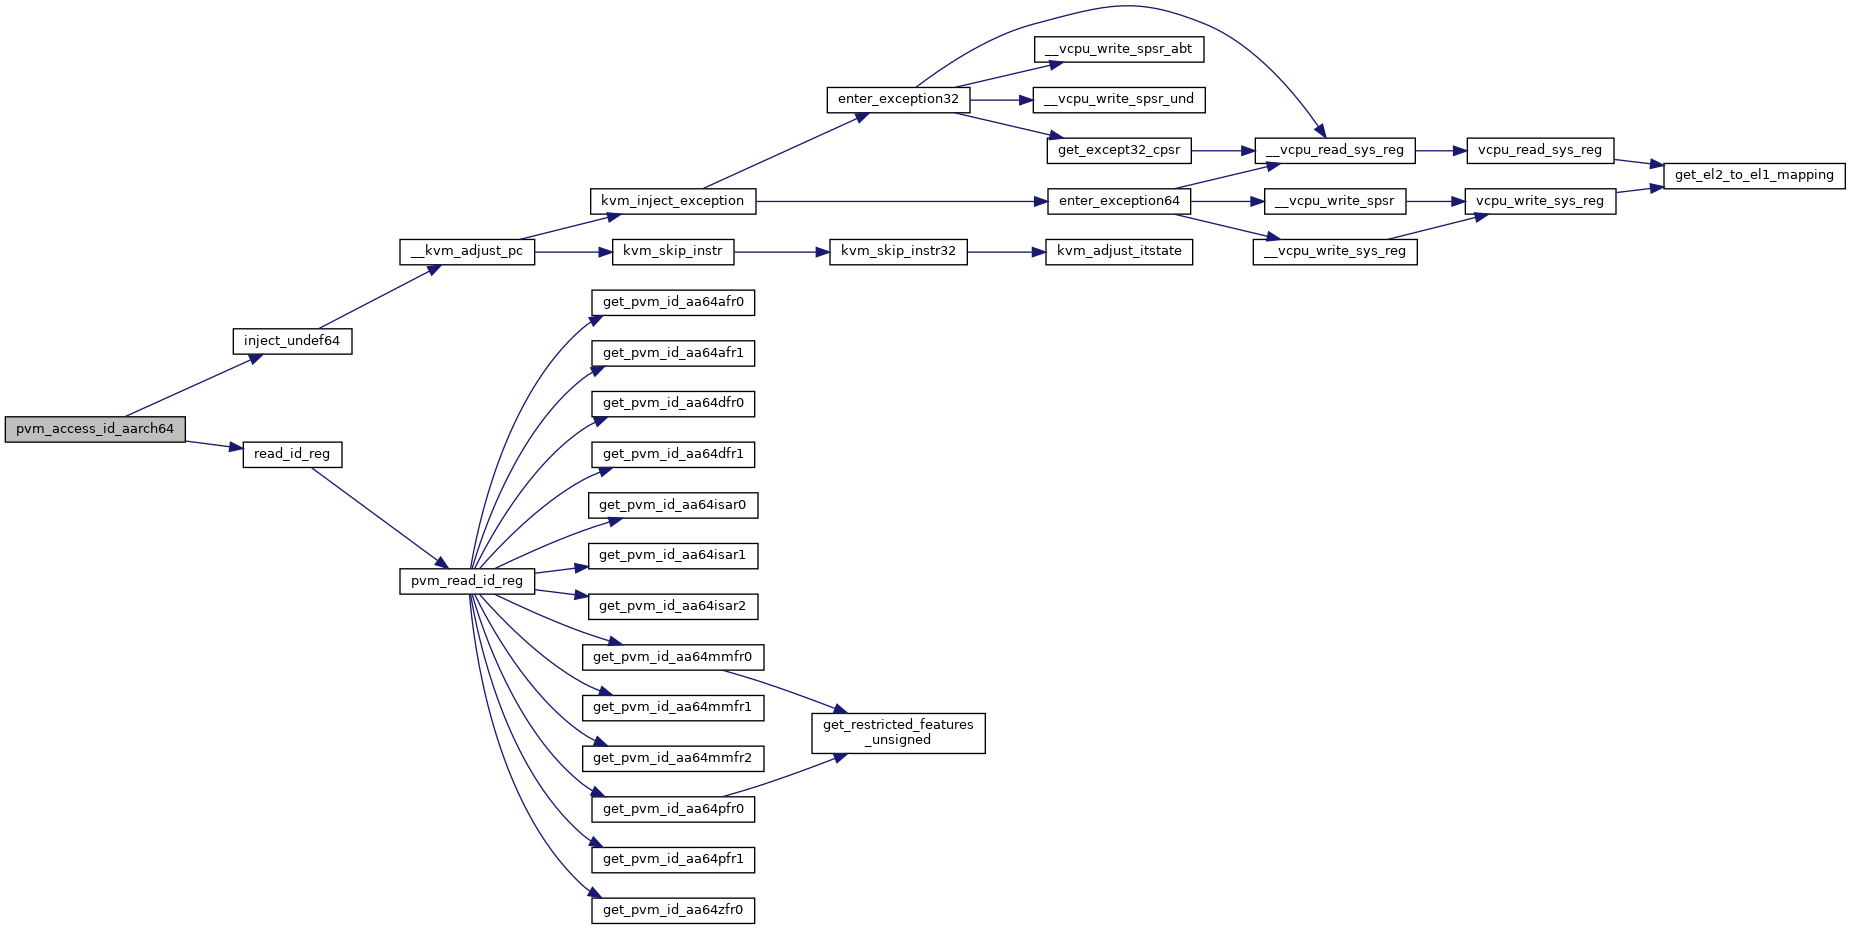 __vcpu_write_spsr_abt
enter_exception32
__vcpu_write_spsr_und
get_except32_cpsr
__vcpu_read_sys_reg
vcpu_read_sys_reg
get_el2_to_el1_mapping
kvm_inject_exception
enter_exception64
__vcpu_write_spsr
vcpu_write_sys_reg
__kvm_adjust_pc
kvm_skip_instr
kvm_skip_instr32
kvm_adjust_itstate
__vcpu_write_sys_reg
get_pvm_id_aa64afr0
inject_undef64
get_pvm_id_aa64afr1
get_pvm_id_aa64dfr0
pvm_access_id_aarch64
read_id_reg
get_pvm_id_aa64dfr1
get_pvm_id_aa64isar0
get_pvm_id_aa64isar1
pvm_read_id_reg
get_pvm_id_aa64isar2
get_pvm_id_aa64mmfr0
get_pvm_id_aa64mmfr1
get_restricted_features
_unsigned
get_pvm_id_aa64mmfr2
get_pvm_id_aa64pfr0
get_pvm_id_aa64pfr1
get_pvm_id_aa64zfr0